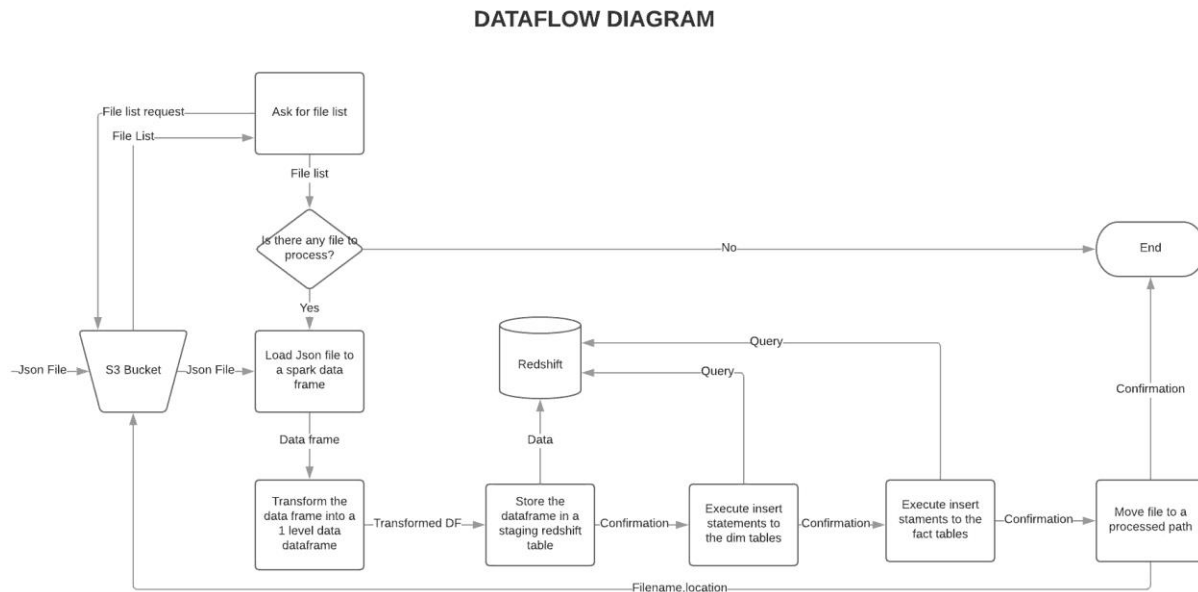 DATAFLOW DIAGRAM
Ask for file list
File list request
File List
File list
Is there any file to
process?
No
End
Yes
Json File
S3 Bucket
Json File
Load Json file to
a spark data
frame
Redshift
Query
Query
Confirmation
Data frame
Data
Transform the
data frame into a
1 level data
dataframe
Transformed DF
Store the
dataframe in a
staging redshift
table
Confirmation
Execute insert
statements to
the dim tables
Confirmation
Execute insert
staments to the
fact tables
Confirmation
Move file to a
processed path
Filename,location